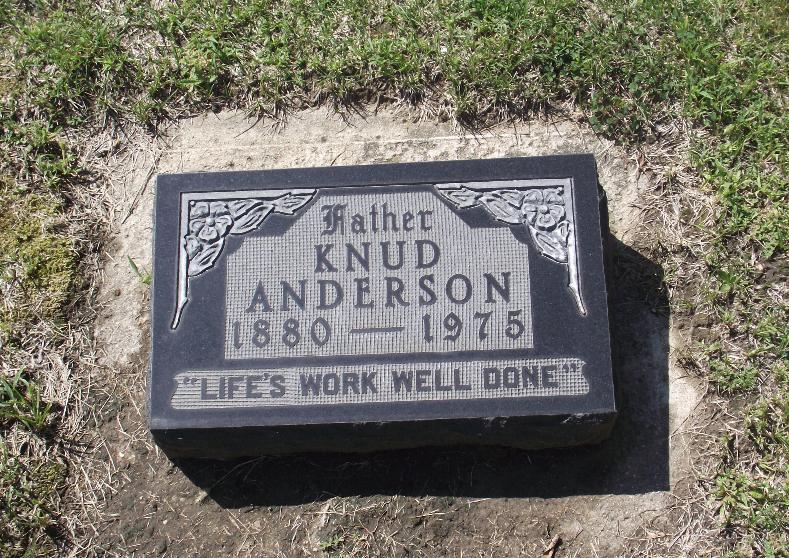 Father
KNUD
ANDERSON
1880 — 1975
"LIFE'S WORK WELL DONE"